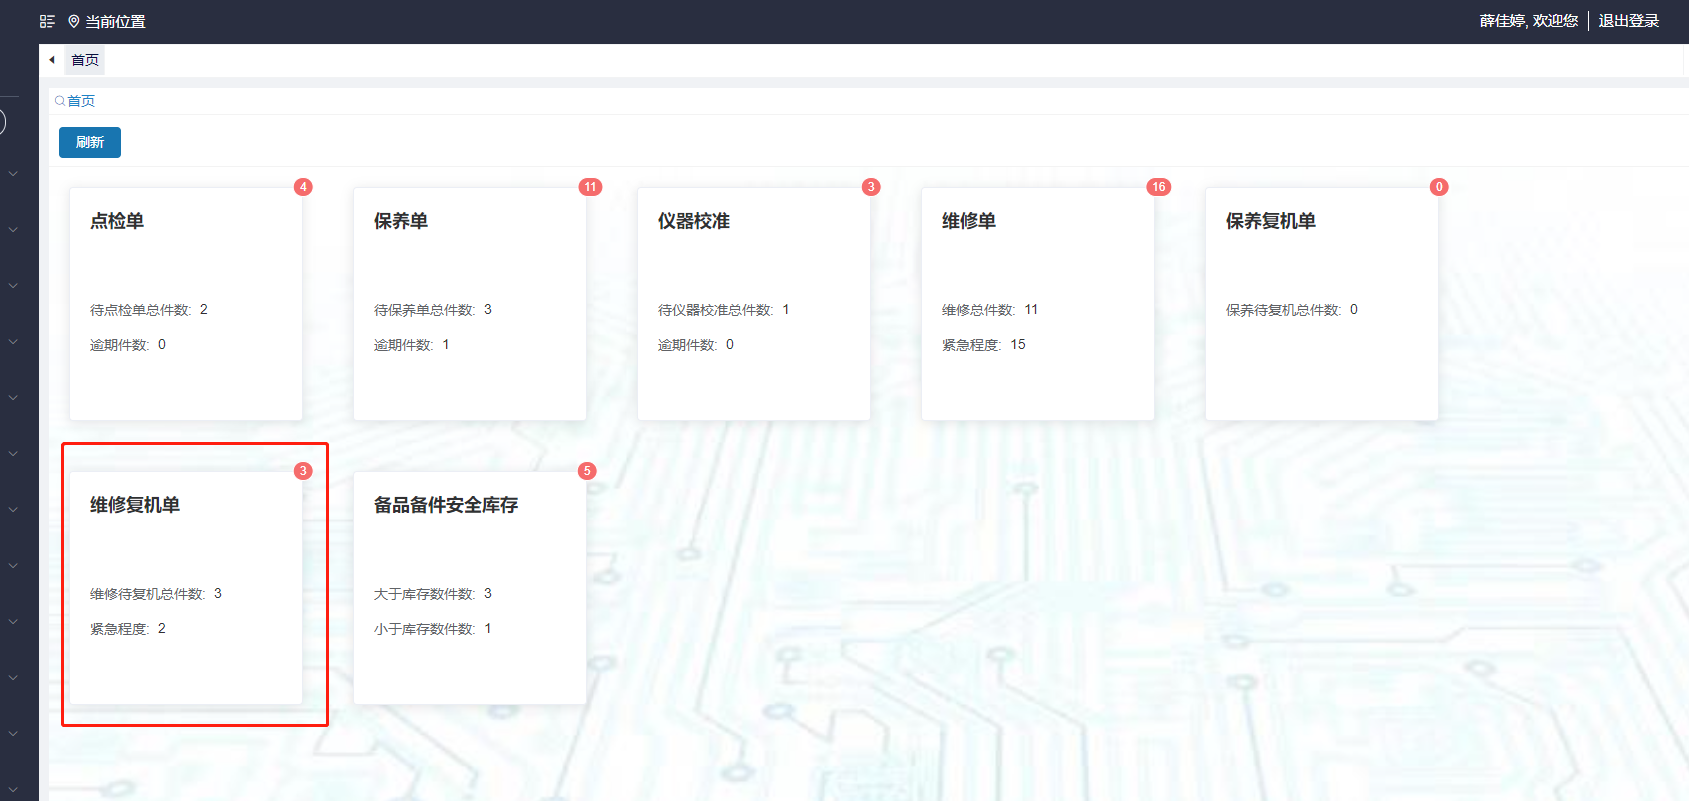 当前位置
薛佳婷, 欢迎您
退出登录
首页
首页
刷新
4
点检单
待点检单总件数: 2
逾期件数: 0
11
保养单
待保养单总件数: 3
逾期件数: 1
3
仪器校准
待仪器校准总件数: 1
逾期件数: 0
16
维修单
维修总件数: 11
紧急程度: 15
0
保养复机单
保养待复机总件数: 0
3
维修复机单
维修待复机总件数: 3
紧急程度: 2
5
备品备件安全库存
大于库存数件数: 3
小于库存数件数: 1